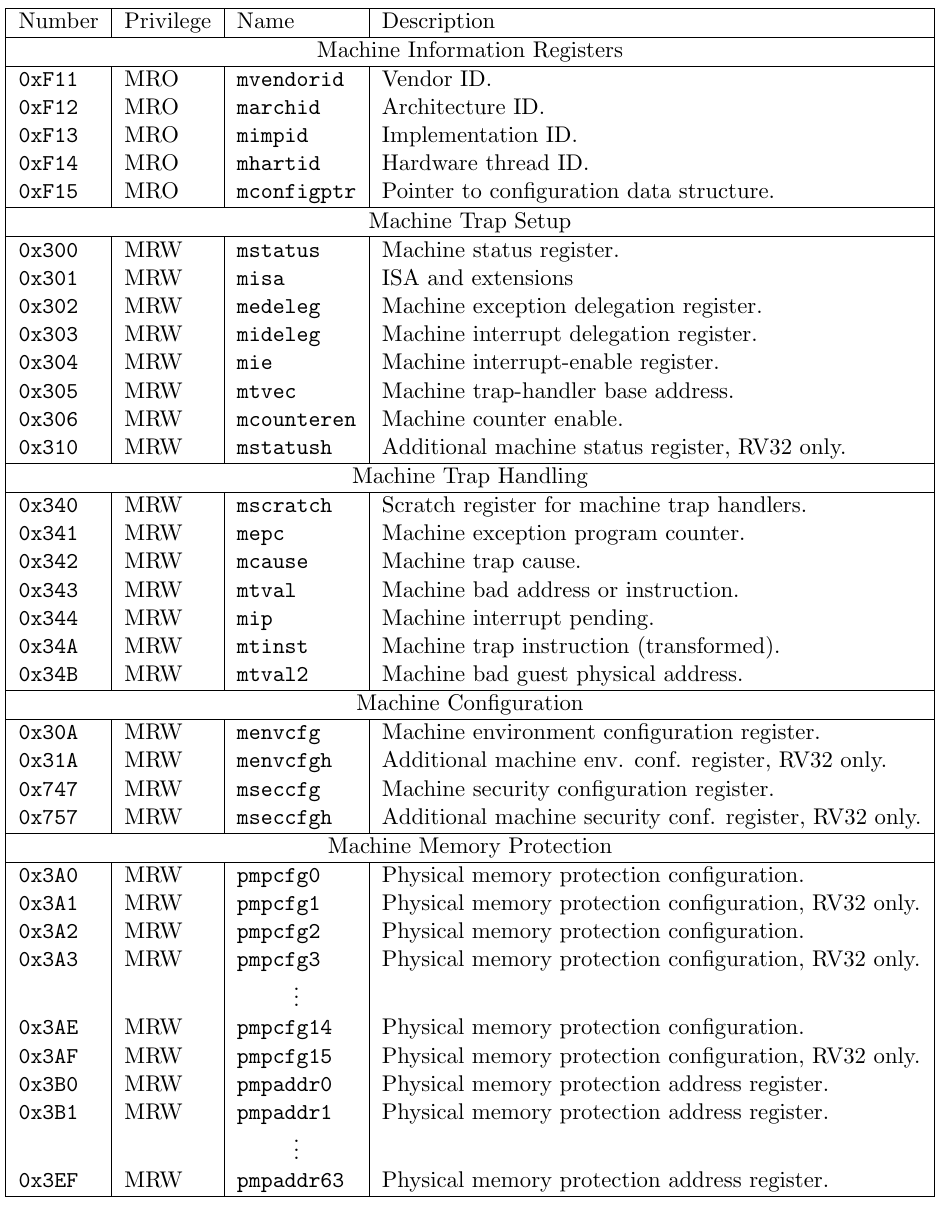 Number Privilege Name Description
Machine Information Registers
0xF11 MRO mvendorid Vendor ID.
0xF12 MRO marchid Architecture ID.
0xF13 MRO mimpid Implementation ID.
0xF14 MRO mhartid Hardware thread ID.
0xF15 MRO mconfigptr Pointer to configuration data structure.
Machine Trap Setup
0x300 MRW mstatus Machine status register.
0x301 MRW misa ISA and extensions
0x302 MRW medeleg Machine exception delegation register.
0x303 MRW mideleg Machine interrupt delegation register.
0x304 MRW mie Machine interrupt-enable register.
0x305 MRW mtvec Machine trap-handler base address.
0x306 MRW mcounteren Machine counter enable.
0x310 MRW mstatush Additional machine status register, RV32 only.
Machine Trap Handling
0x340 MRW mscratch Scratch register for machine trap handlers.
0x341 MRW mepc Machine exception program counter.
0x342 MRW mcause Machine trap cause.
0x343 MRW mtval Machine bad address or instruction.
0x344 MRW mip Machine interrupt pending.
0x34A MRW mtinst Machine trap instruction (transformed).
0x34B MRW mtval2 Machine bad guest physical address.
Machine Configuration
0x30A MRW menvcfg Machine environment configuration register.
0x31A MRW menvcfgh Additional machine env. conf. register, RV32 only.
0x747 MRW mseccfg Machine security configuration register.
0x757 MRW mseccfgh Additional machine security conf. register, RV32 only.
Machine Memory Protection
0x3A0 MRW pmpcfg0 Physical memory protection configuration.
0x3A1 MRW pmpcfg1 Physical memory protection configuration, RV32 only.
0x3A2 MRW pmpcfg2 Physical memory protection configuration.
0x3A3 MRW pmpcfg3 Physical memory protection configuration, RV32 only.
⋮
0x3AE MRW pmpcfg14 Physical memory protection configuration.
0x3AF MRW pmpcfg15 Physical memory protection configuration, RV32 only.
0x3B0 MRW pmpaddr0 Physical memory protection address register.
0x3B1 MRW pmpaddr1 Physical memory protection address register.
⋮
0x3EF MRW pmpaddr63 Physical memory protection address register.